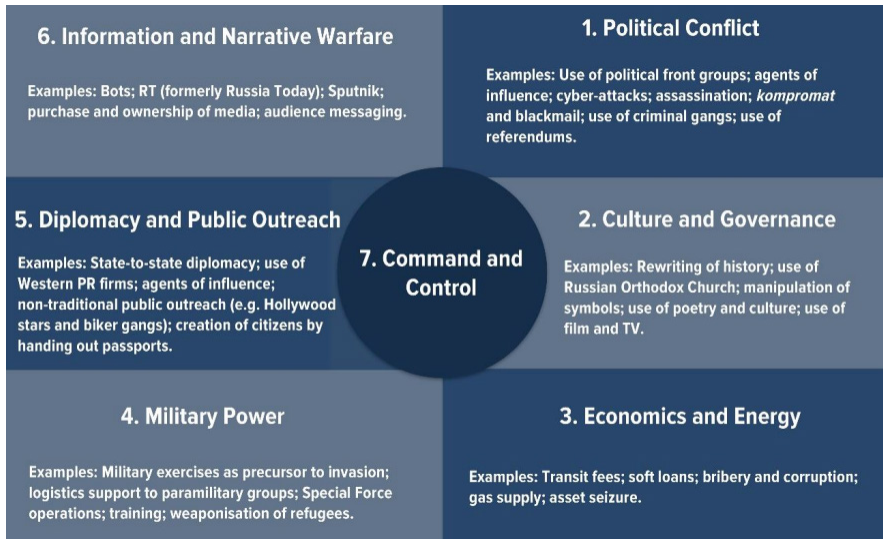 6. Information and Narrative Warfare
Examples: Bots; RT (formerly Russia Today); Sputnik;
purchase and ownership of media; audience messaging.
1. Political Conflict
Examples: Use of political front groups; agents of
influence; cyber-attacks; assassination; kompromat
and blackmail; use of criminal gangs; use of
referendums.
5. Diplomacy and Public Outreach
Examples: State-to-state diplomacy; use of
Western PR firms; agents of influence;
non-traditional public outreach (e.g. Hollywood
stars and biker gangs); creation of citizens by
handing out passports.
7. Command and
Control
2. Culture and Governance
Examples: Rewriting of history; use of
Russian Orthodox Church; manipulation of
symbols; use of poetry and culture; use of
film and TV.
4. Military Power
Examples: Military exercises as precursor to invasion;
logistics support to paramilitary groups; Special Force
operations; training; weaponisation of refugees.
3. Economics and Energy
Examples: Transit fees; soft loans; bribery and corruption;
gas supply; asset seizure.